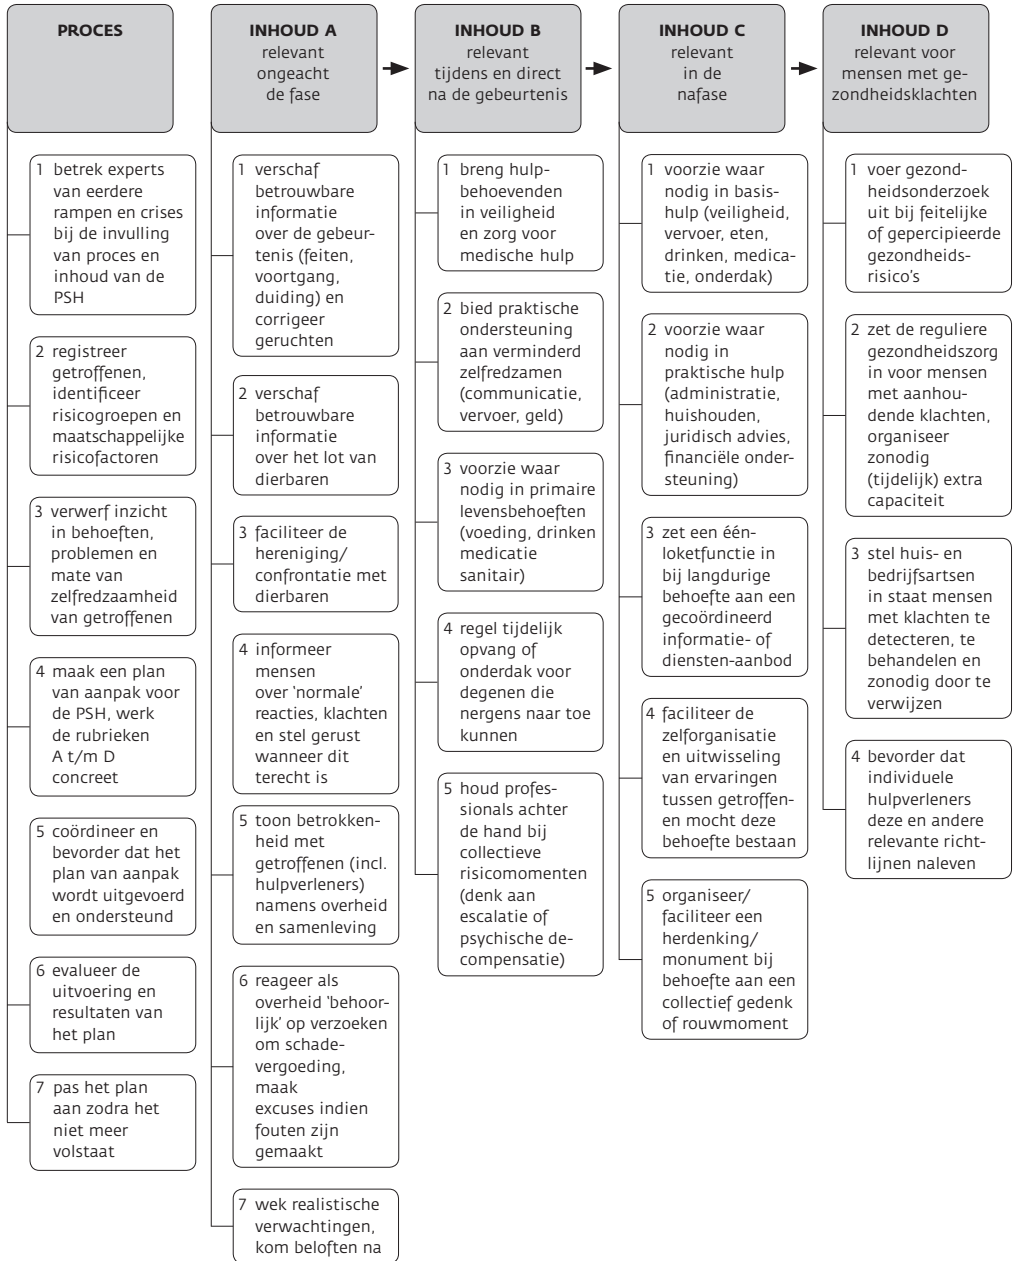 PROCES
1 betrek experts
van eerdere
rampen en crises
bij de invulling
van proces en
inhoud van de
PSH
2 registreer
getroffenen,
identificeer
risicogroepen en
maatschappelijke
risicofactoren
3 verwerf inzicht
in behoeften,
problemen en
mate van
zelfredzaamheid
van getroffenen
4 maak een plan
van aanpak voor
de PSH, werk
de rubrieken
A t/m D
concreet
5 coördineer en
bevorder dat het
plan van aanpak
wordt uitgevoerd
en ondersteund
6 evalueer de
uitvoering en
resultaten van
het plan
7 pas het plan
aan zodra het
niet meer
volstaat
INHOUD A
relevant
ongeacht
de fase
1 verschaf
betrouwbare
informatie
over de gebeur-
tenis (feiten,
voortgang,
duiding) en
corrigeer
geruchten
2 verschaf
betrouwbare
informatie
over het lot van
dierbaren
3 faciliteer de
hereniging/
confrontatie met
dierbaren
4 informeer
mensen
over ‘normale’
reacties, klachten
en stel gerust
wanneer dit
terecht is
5 toon betrokken-
heid met
getroffenen (incl.
hulpverleners)
namens overheid
en samenleving
6 reageer als
overheid ‘behoor-
lijk’ op verzoeken
om schade-
vergoeding,
maak
excuses indien
fouten zijn
gemaakt
7 wek realistische
verwachtingen,
kom beloften na
INHOUD B
relevant
tijdens en direct
na de gebeurtenis
1 breng hulp-
behoevenden
in veiligheid
en zorg voor
medische hulp
2 bied praktische
ondersteuning
aan verminderd
zelfredzamen
(communicatie,
vervoer, geld)
3 voorzie waar
nodig in primaire
levensbehoeften
(voeding, drinken
medicatie
sanitair)
4 regel tijdelijk
opvang of
onderdak voor
degenen die
nergens naar toe
kunnen
5 houd profes-
sionals achter
de hand bij
collectieve
risicomomenten
(denk aan
escalatie of
psychische de-
compensatie)
INHOUD C
relevant
in de
nafase
1 voorzie waar
nodig in basis-
hulp (veiligheid,
vervoer, eten,
drinken, medica-
tie, onderdak)
2 voorzie waar
nodig in
praktische hulp
(administratie,
huishouden,
juridisch advies,
financiële onder-
steuning)
3 zet een één-
loketfunctie in
bij langdurige
behoefte aan een
gecoördineerd
informatie- of
diensten-aanbod
4 faciliteer de
zelforganisatie
en uitwisseling
van ervaringen
tussen getroffen-
en mocht deze
behoefte bestaan
5 organiseer/
faciliteer een
herdenking/
monument bij
behoefte aan een
collectief gedenk
of rouwmoment
INHOUD D
relevant voor
mensen met ge-
zondheidsklachten
1 voer gezond-
heidsonderzoek
uit bij feitelijke
of gepercipieerde
gezondheids-
risico’s
2 zet de reguliere
gezondheidszorg
in voor mensen
met aanhou-
dende klachten,
organiseer
zonodig
(tijdelijk) extra
capaciteit
3 stel huis- en
bedrijfsartsen
in staat mensen
met klachten te
detecteren, te
behandelen en
zonodig door te
verwijzen
4 bevorder dat
individuele
hulpverleners
deze en andere
relevante richt-
lijnen naleven